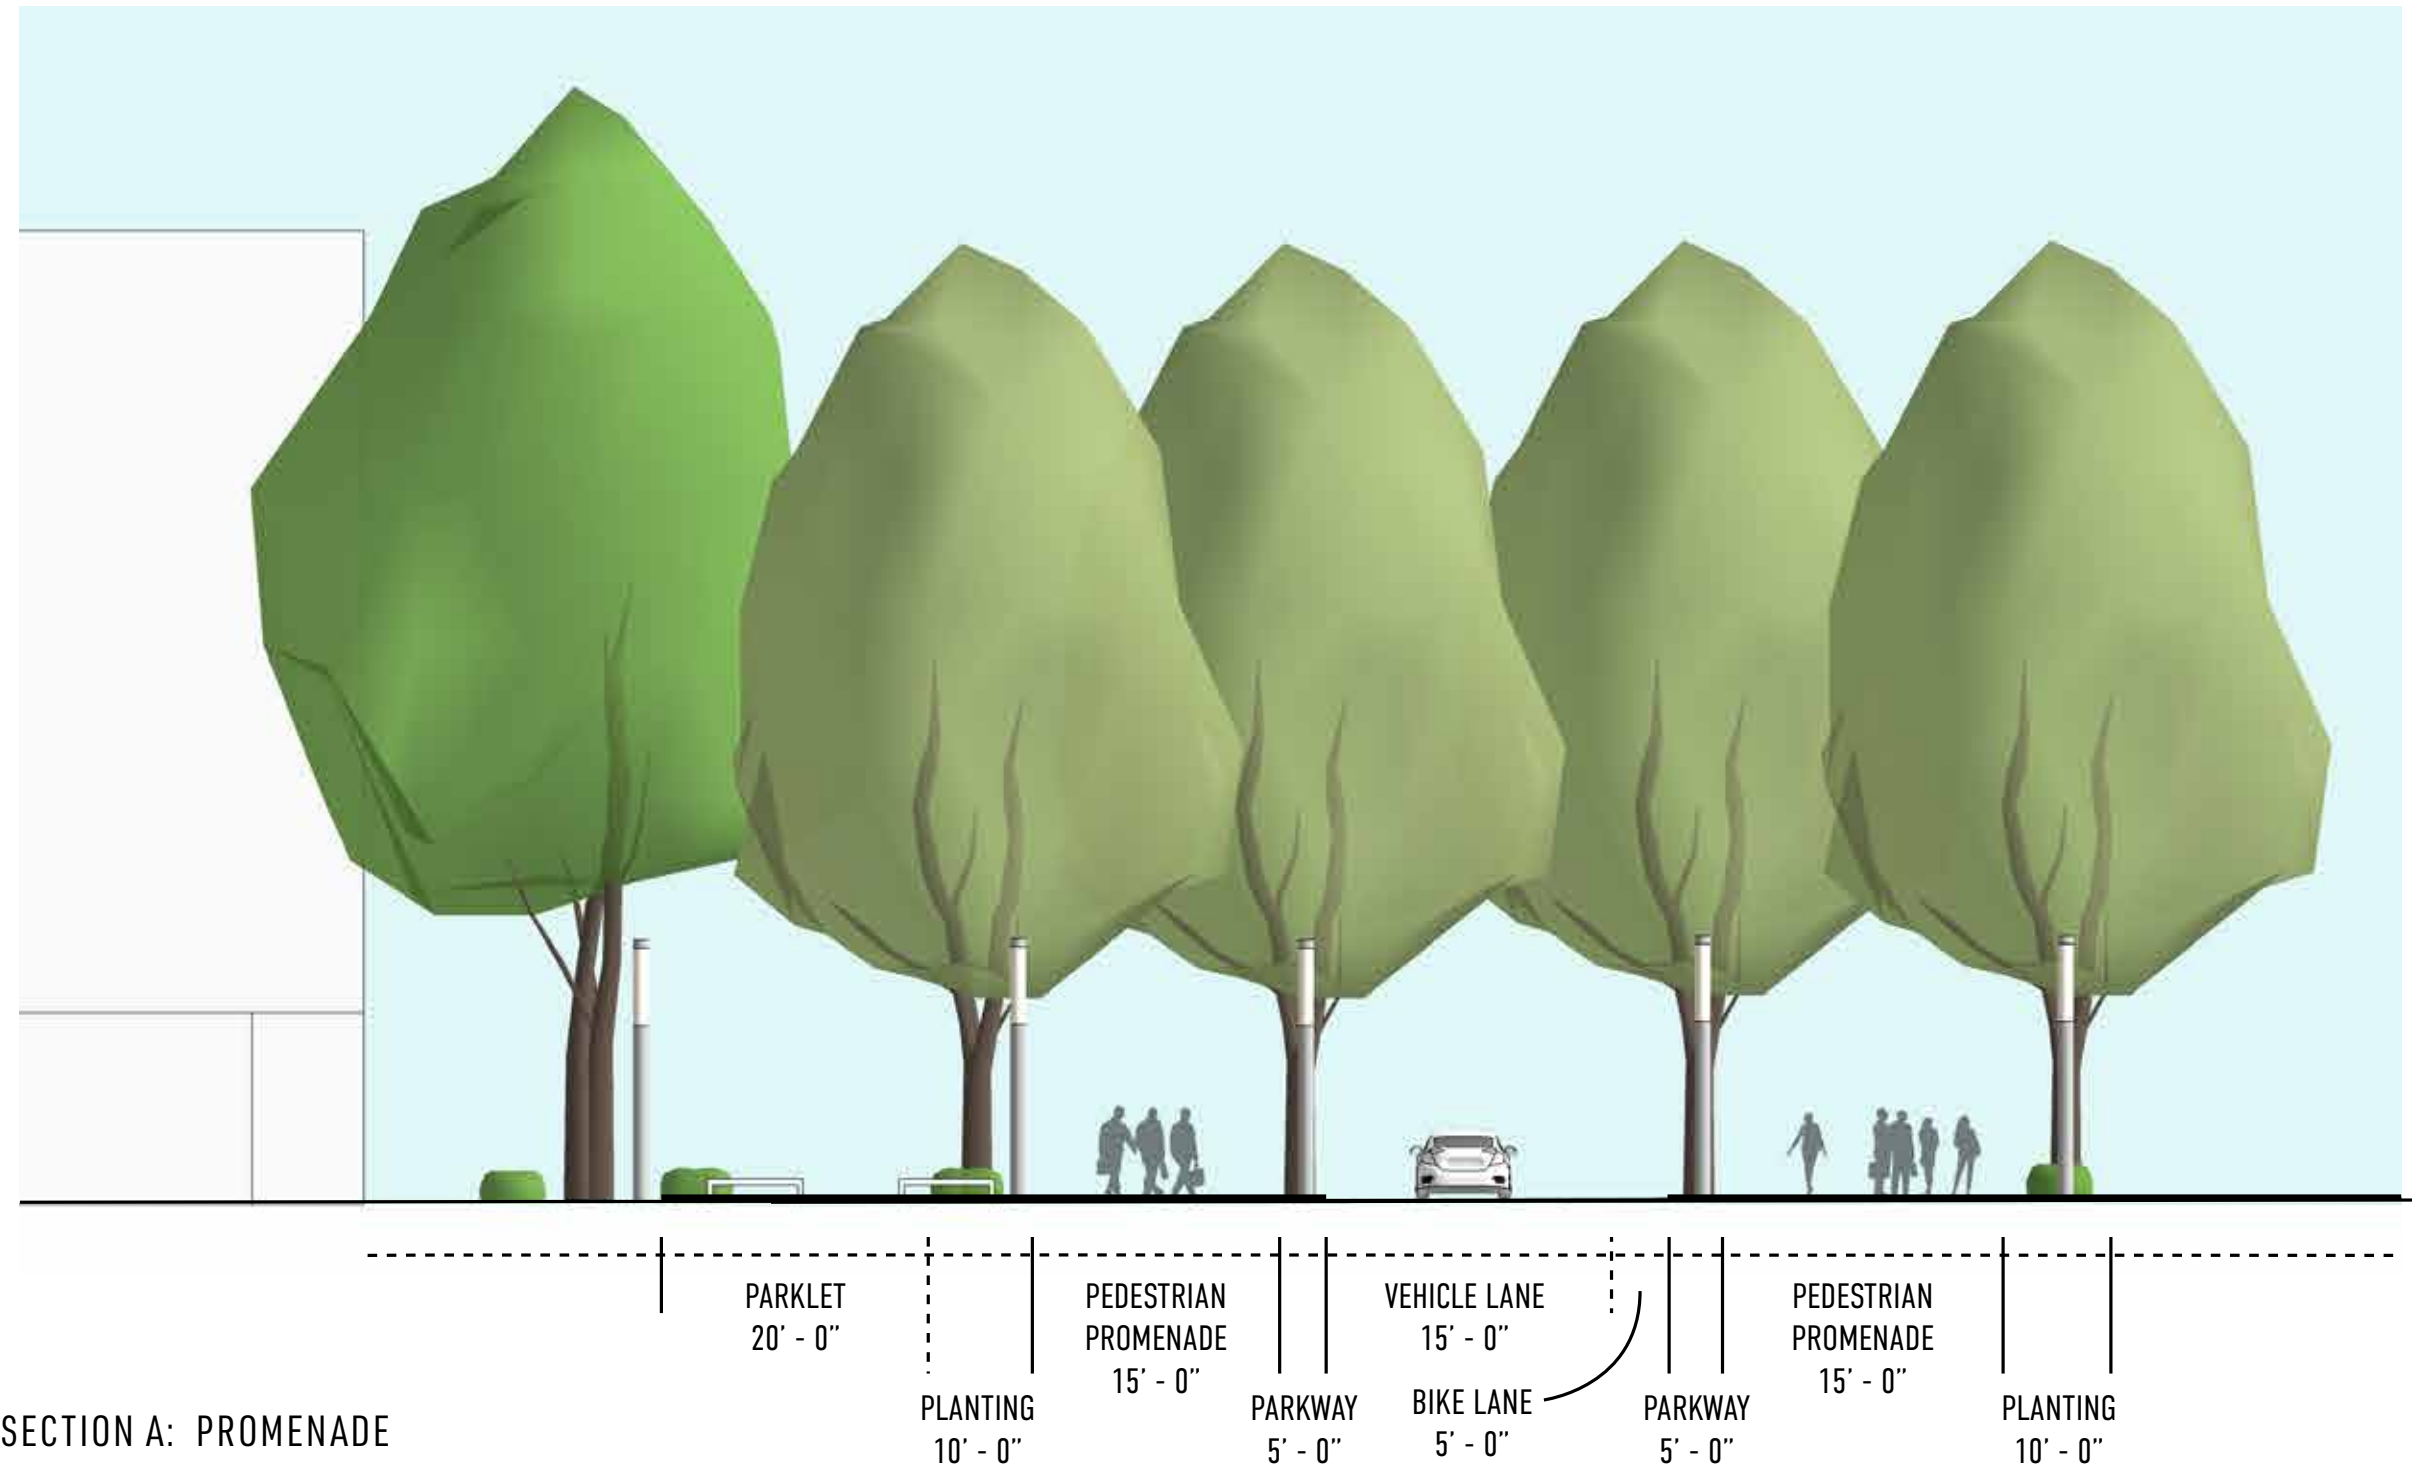 PARKLET
20’ - 0”
PLANTING
10’ - 0”
PEDESTRIAN
PROMENADE
15’ - 0”
PARKWAY
5’ - 0”
VEHICLE LANE
15’ - 0”
BIKE LANE
5’ - 0”
PARKWAY
5’ - 0”
PEDESTRIAN
PROMENADE
15’ - 0”
PLANTING
10’ - 0”
SECTION A: PROMENADE